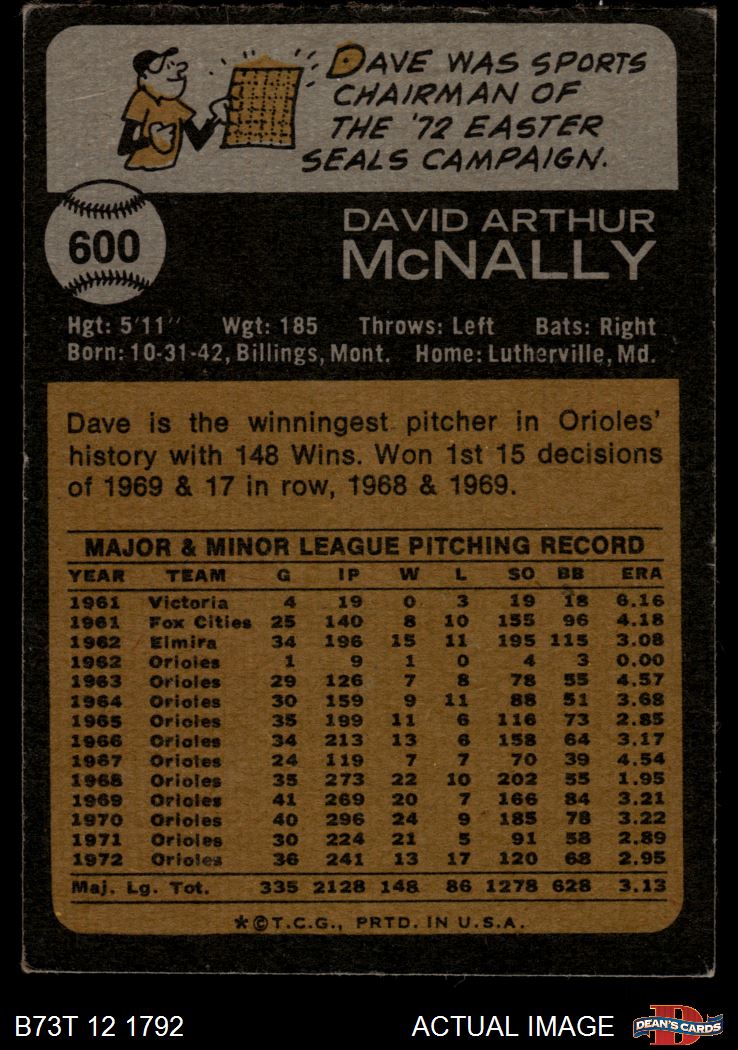 DAVE WAS SPORTS
CHAIRMAN OF
THE '72 EASTER
SEALS CAMPAIGN.
600
DAVID ARTHUR
McNALLY
Hgt: 5'11" Wgt: 185 Throws: Left Bats: Right
Born: 10-31-42, Billings, Mont. Home: Lutherville, Md.
Dave is the winningest pitcher in Orioles'
history with 148 Wins. Won 1st 15 decisions
of 1969 & 17 in row, 1968 & 1969.
MAJOR & MINOR LEAGUE PITCHING RECORD
YEAR TEAM G IP W L SO BB ERA
1961 Victoria 4 19 0 3 19 18 6.16
1961 Fox Cities 25 140 8 10 155 96 4.18
1962 Elmira 34 196 15 11 195 115 3.08
1962 Orioles 1 9 1 0 4 3 0.00
1963 Orioles 29 126 7 8 78 55 4.57
1964 Orioles 30 159 9 11 88 51 3.68
1965 Orioles 35 199 11 6 116 73 2.85
1966 Orioles 34 213 13 6 158 64 3.17
1967 Orioles 24 119 7 7 70 39 4.54
1968 Orioles 35 273 22 10 202 55 1.95
1969 Orioles 41 269 20 7 166 84 3.21
1970 Orioles 40 296 24 9 185 78 3.22
1971 Orioles 30 224 21 5 91 58 2.89
1972 Orioles 36 241 13 17 120 68 2.95
Maj. Lg. Tot. 335 2128 148 86 1278 628 3.13
*©T.C.G., PRTD. IN U.S.A.
B73T 12 1792 ACTUAL IMAGE DEAN'S CARDS